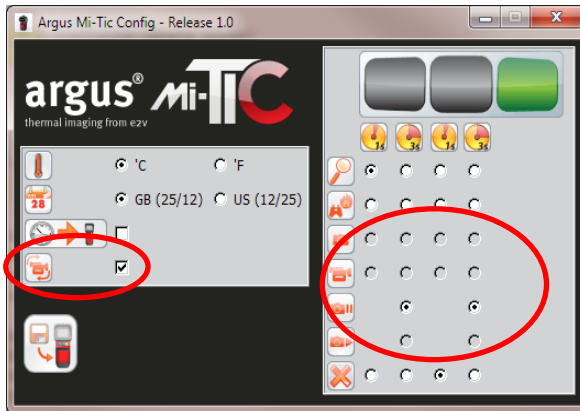 Argus Mi-Tic Config - Release 1.0
argus® Mi-TIC
thermal imaging from e2v
1s 3s 1s 3s
'C 'F
28 GB (25/12) US (12/25)